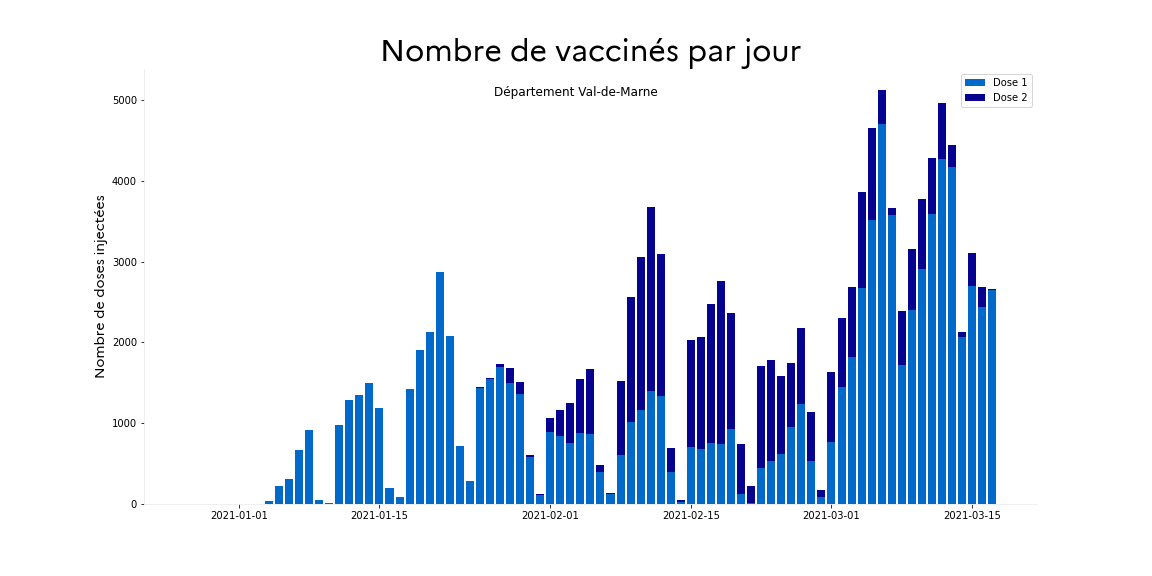 Nombre de vaccinés par jour
Département Val-de-Marne
Dose 1
Dose 2
Nombre de doses injectées
5000
4000
3000
2000
1000
0
2021-01-01
2021-01-15
2021-02-01
2021-02-15
2021-03-01
2021-03-15